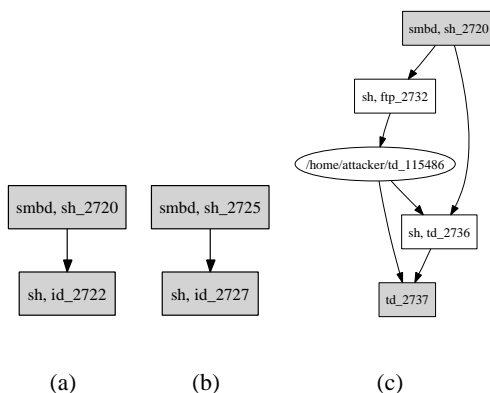 smbd, sh_2720
sh, id_2722
(a)
smbd, sh_2725
sh, id_2727
(b)
smbd, sh_2720
sh, ftp_2732
/home/attacker/td_115486
sh, td_2736
td_2737
(c)